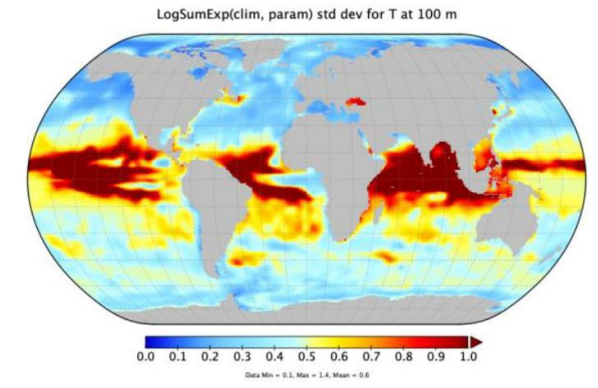 LogSumExp(clim, param) std dev for T at 100 m
0.0 0.1 0.2 0.3 0.4 0.5 0.6 0.7 0.8 0.9 1.0
Data Min = 0.1, Max = 1.4, Mean = 0.6